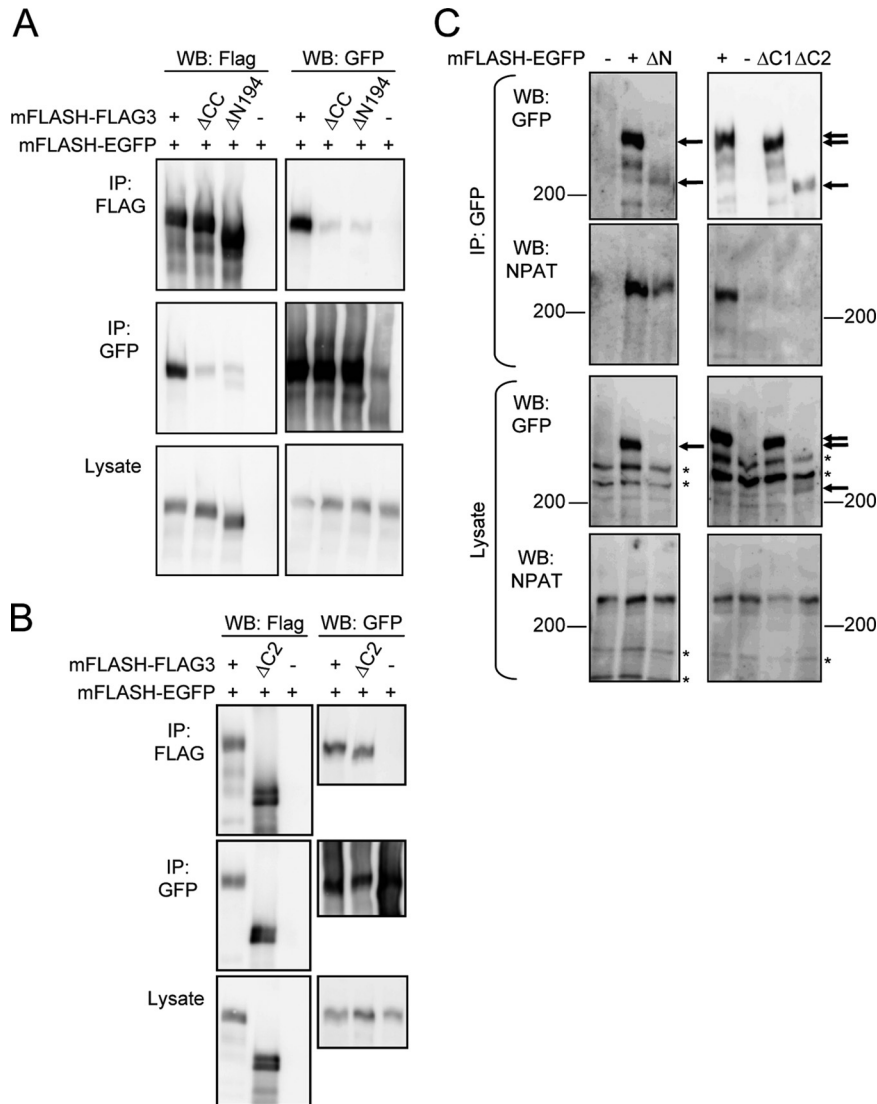 A
WB: Flag
WB: GFP
mFLASH-FLAG3 + ΔCC ΔN194 - + ΔCC ΔN194 -
mFLASH-EGFP + + + + + + + +
IP:
FLAG
IP:
GFP
Lysate
B
WB: Flag
WB: GFP
mFLASH-FLAG3 + ΔC2 - + ΔC2 -
mFLASH-EGFP + + + + + +
IP:
FLAG
IP:
GFP
Lysate
C
mFLASH-EGFP - + ΔN + - ΔC1 ΔC2
IP: GFP
WB:
GFP
200
WB:
NPAT
200
200
Lysate
WB:
GFP
*
*
*
*
200
200
WB:
NPAT
200
200
*
*
*